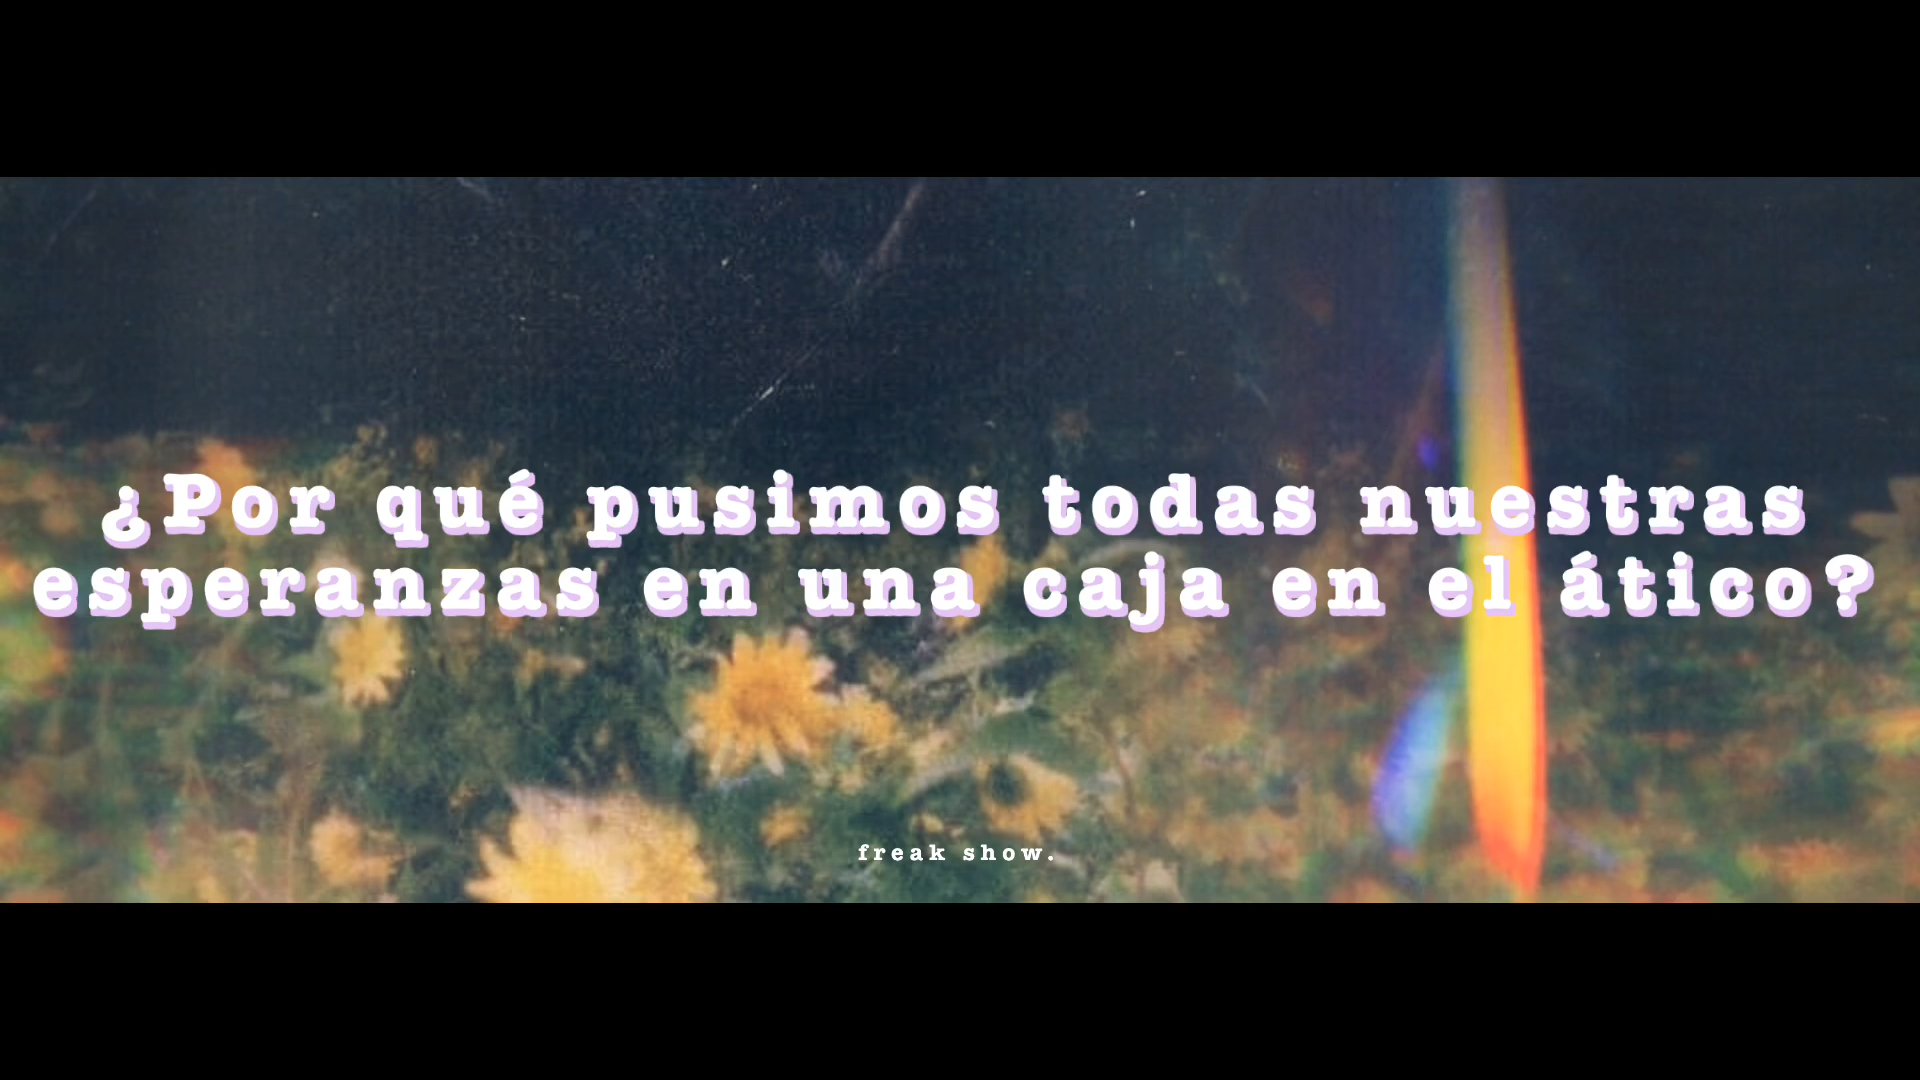 ¿Por qué pusimos todas nuestras
esperanzas en una caja en el ático?
freak show.